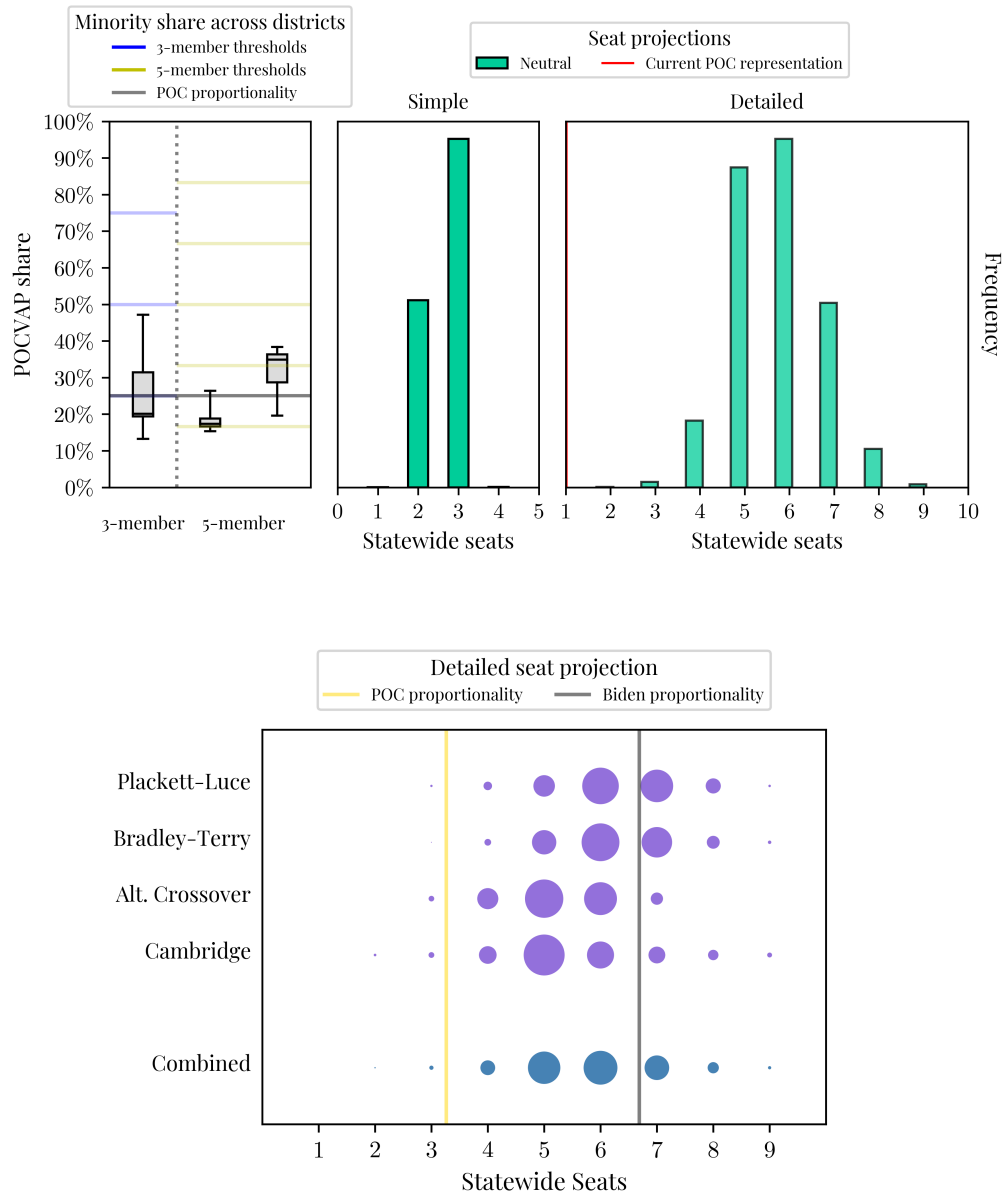 Minority share across districts
3-member thresholds
5-member thresholds
POC proportionality
Seat projections
Neutral
Current POC representation
Simple
Detailed
100%
90%
80%
70%
60%
50%
40%
30%
20%
10%
0%
POCVAP share
3-member 5-member
0 1 2 3 4 5
Statewide seats
1 2 3 4 5 6 7 8 9 10
Statewide seats
Frequency
Detailed seat projection
POC proportionality
Biden proportionality
Plackett-Luce
Bradley-Terry
Alt. Crossover
Cambridge
Combined
1 2 3 4 5 6 7 8 9
Statewide Seats